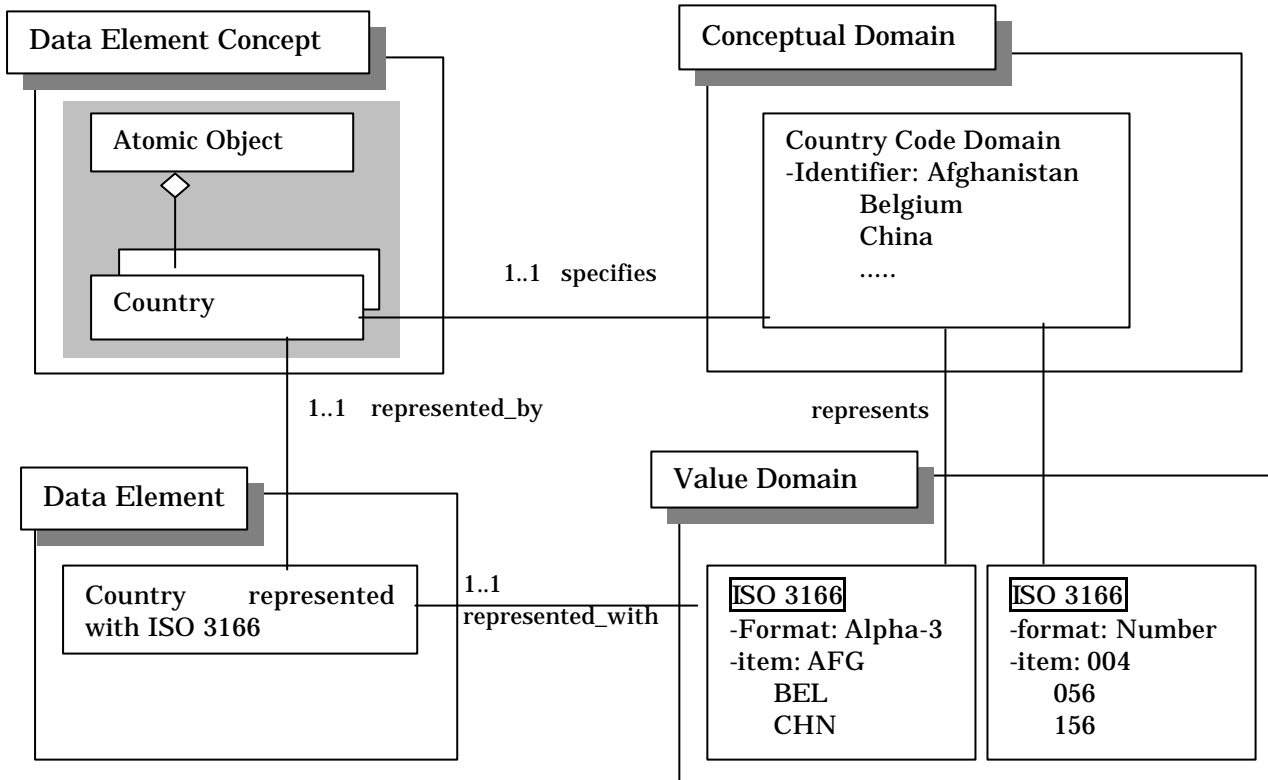 Data Element Concept
Atomic Object
Country
Conceptual Domain
Country Code Domain
-Identifier: Afghanistan
Belgium
China
.....
1..1 specifies
1..1 represented_by
represents
Data Element
Country represented
with ISO 3166
1..1
represented_with
Value Domain
ISO 3166
-Format: Alpha-3
-item: AFG
BEL
CHN
ISO 3166
-format: Number
-item: 004
056
156